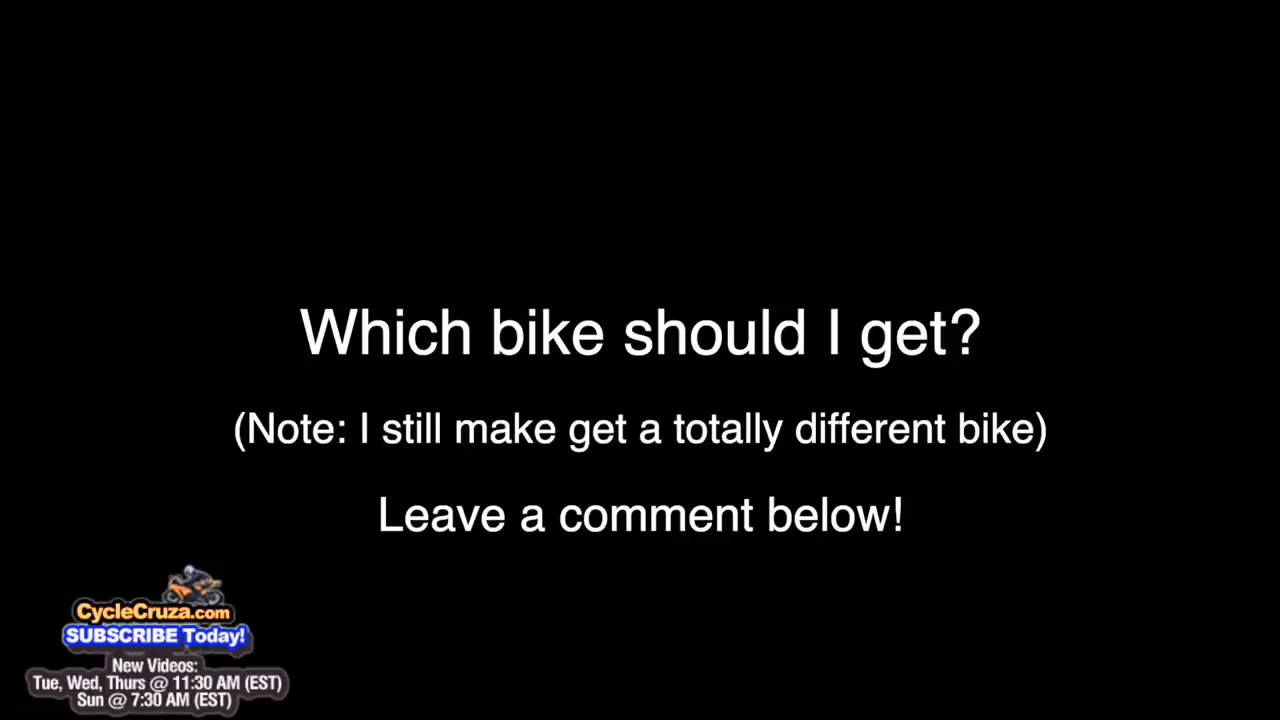 Which bike should I get?
(Note: I still make get a totally different bike)
Leave a comment below!
CycleCruza.com
SUBSCRIBE Today!
New Videos:
Tue, Wed, Thurs @ 11:30 AM (EST)
Sun @ 7:30 AM (EST)